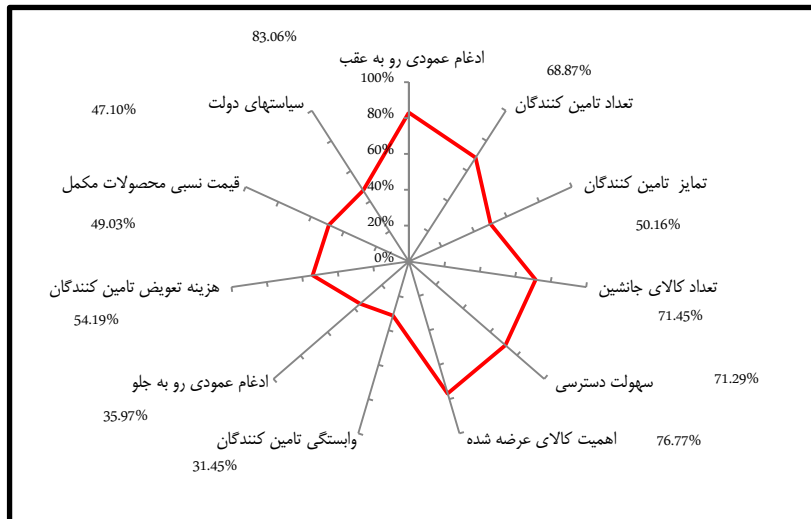 83.06%
ادغام عمودی رو به عقب
68.87%
تعداد تامین کنندگان
50.16%
تمایز تامین کنندگان
71.45%
تعداد کالای جانشین
71.29%
سهولت دسترسی
76.77%
اهمیت کالای عرضه شده
31.45%
وابستگی تامین کنندگان
35.97%
ادغام عمودی رو به جلو
54.19%
هزینه تعویض تامین کنندگان
49.03%
قیمت نسبی محصولات مکمل
47.10%
سیاستهای دولت
100%
80%
60%
40%
20%
0%